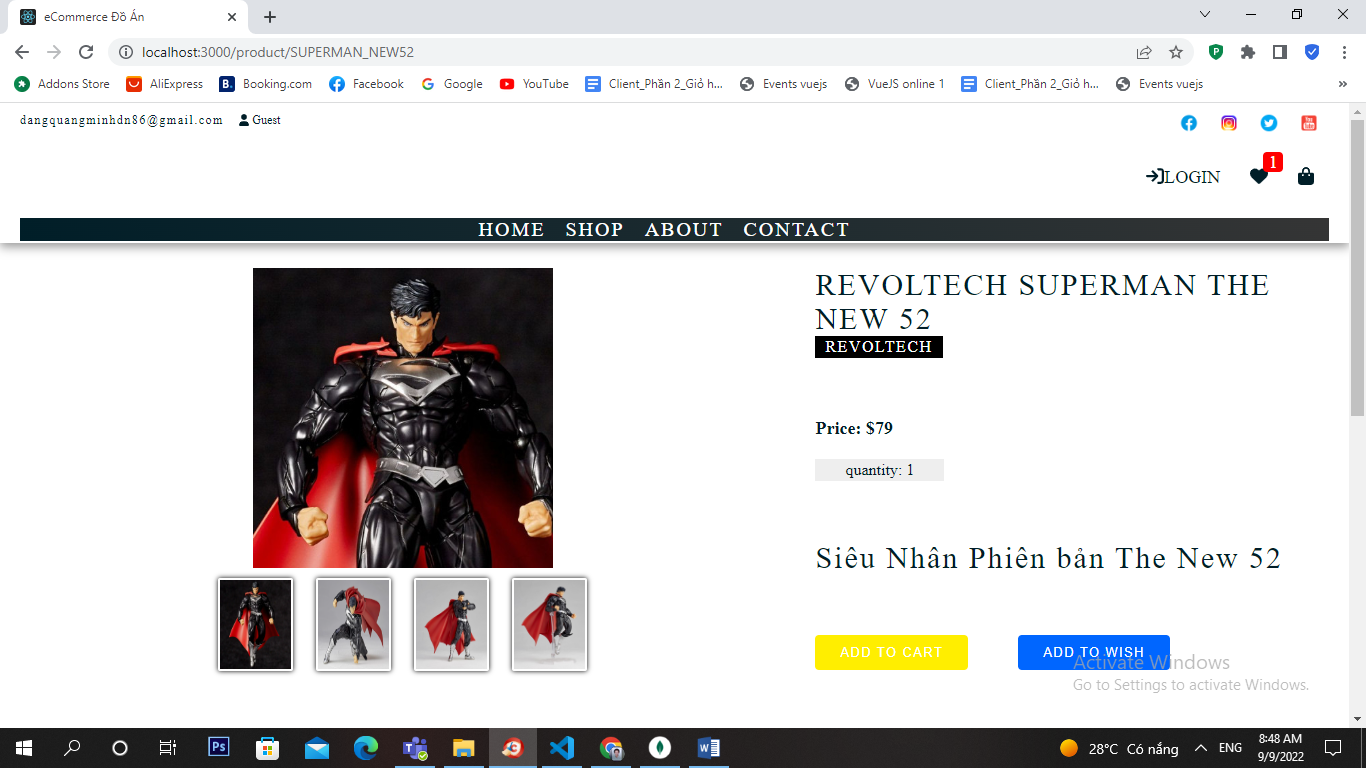 eCommerce Đồ Án
localhost:3000/product/SUPERMAN_NEW52
Addons Store AliExpress Booking.com Facebook Google YouTube Client_Phần 2_Giỏ h... Events vuejs VueJS online 1 Client_Phần 2_Giỏ h... Events vuejs
dangquangminhdn86@gmail.com Guest
1
LOGIN
HOME SHOP ABOUT CONTACT
REVOLTECH SUPERMAN THE
NEW 52
REVOLTECH
Price: $79
quantity: 1
Siêu Nhân Phiên bản The New 52
ADD TO CART ADD TO WISH
Activate Windows
Go to Settings to activate Windows.
28°C Có nắng ENG 8:48 AM
9/9/2022